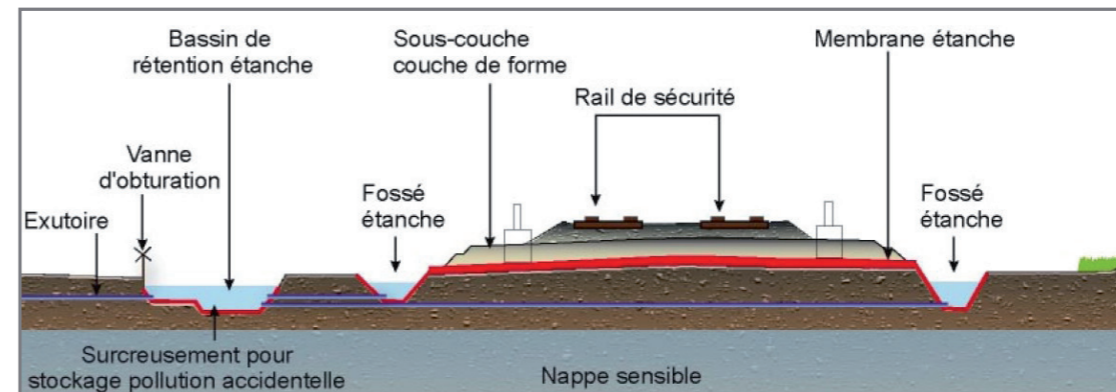 Bassin de
rétention étanche
Sous-couche
couche de forme
Membrane étanche
Rail de sécurité
Vanne
d'obturation
Fossé
étanche
Fossé
étanche
Exutoire
Surcreusement pour
stockage pollution accidentelle
Nappe sensible